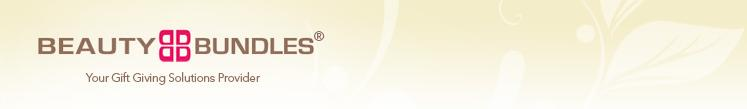 BEAUTY BUNDLES®
Your Gift Giving Solutions Provider